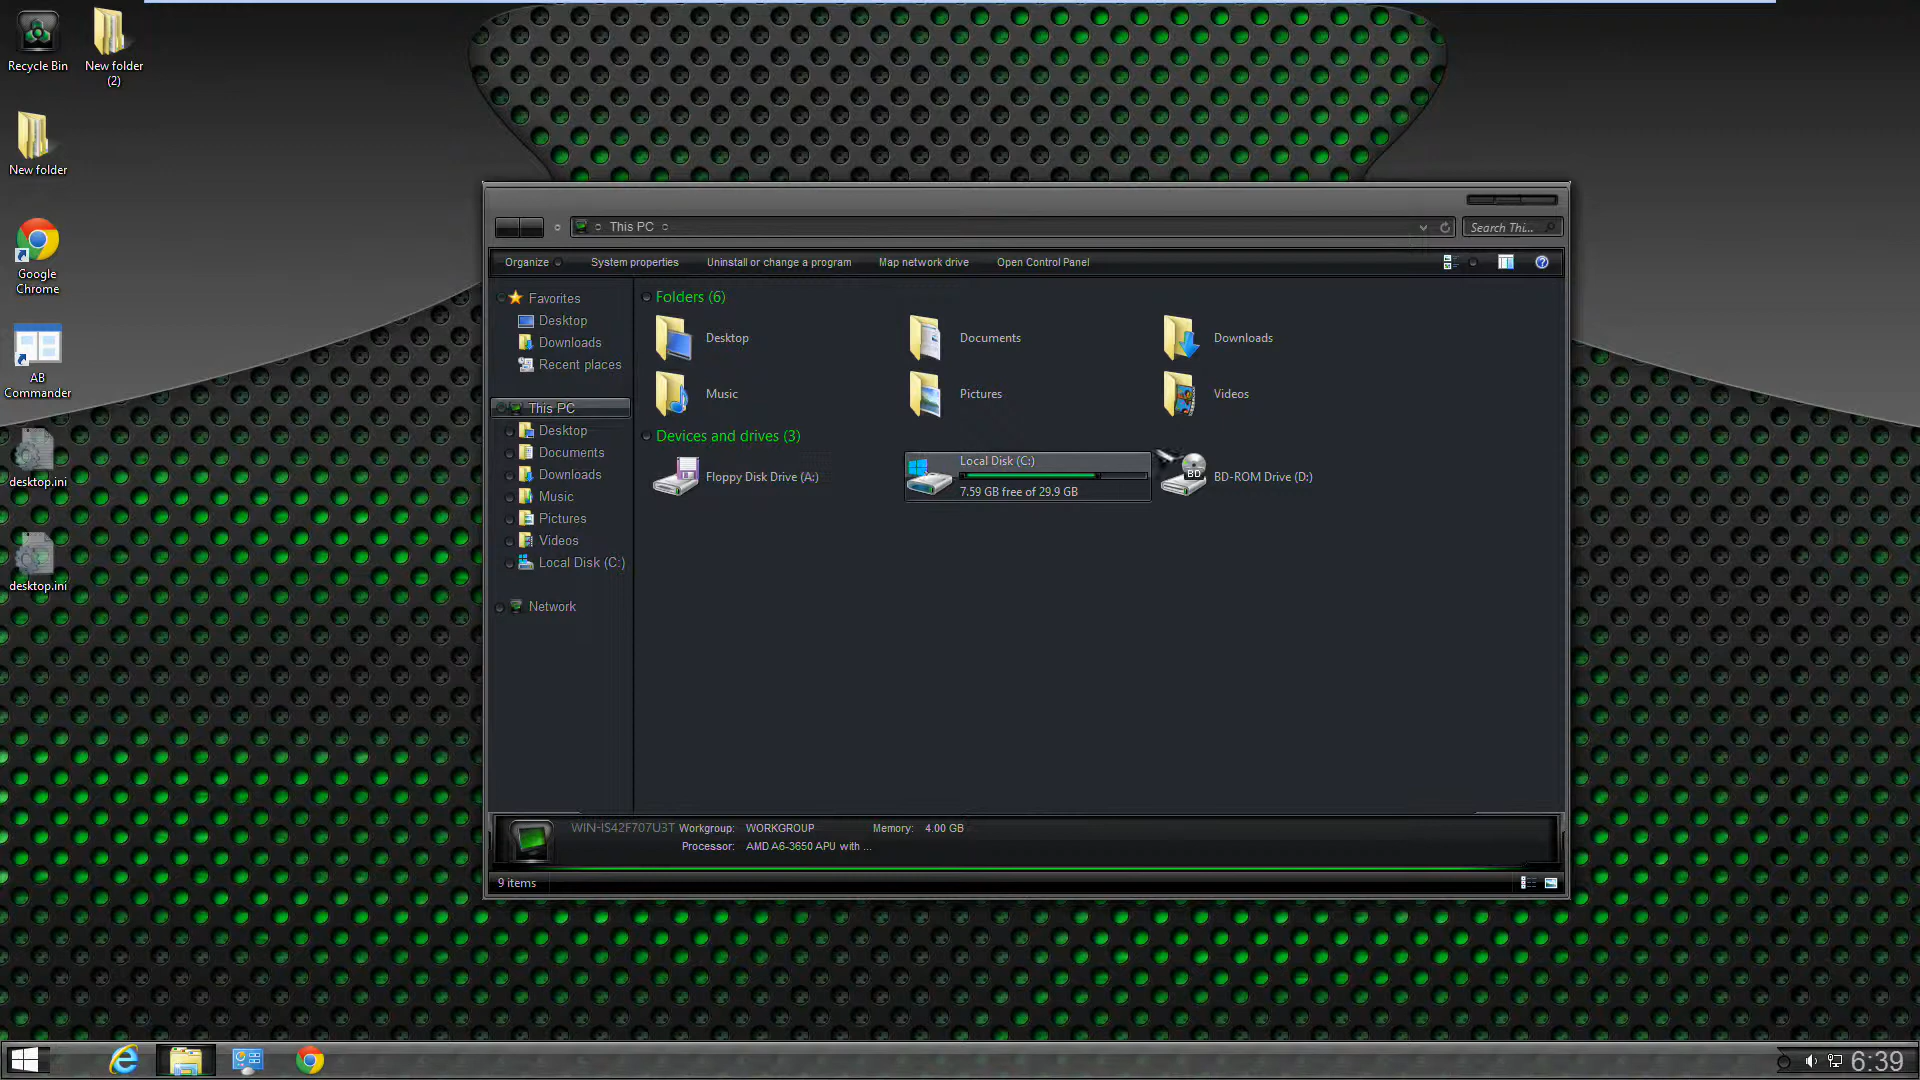 Recycle Bin
New folder
(2)
New folder
Google
Chrome
AB
Commander
desktop.ini
desktop.ini
This PC
Search Thi...
Organize
System properties
Uninstall or change a program
Map network drive
Open Control Panel
Favorites
Desktop
Downloads
Recent places
This PC
Desktop
Documents
Downloads
Music
Pictures
Videos
Local Disk (C:)
Network
Folders (6)
Desktop
Documents
Downloads
Music
Pictures
Videos
Devices and drives (3)
Floppy Disk Drive (A:)
Local Disk (C:)
7.59 GB free of 29.9 GB
BD
BD-ROM Drive (D:)
WIN-IS42F707U3T Workgroup: WORKGROUP Memory: 4.00 GB
Processor: AMD A6-3650 APU with ...
9 items
6:39